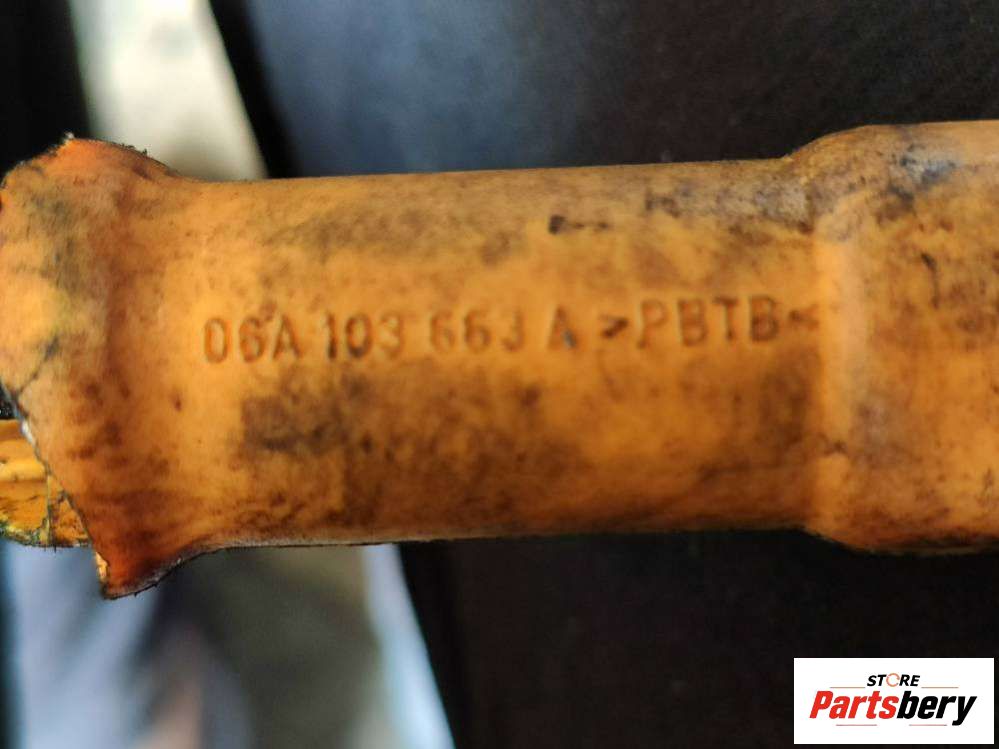 06A 103 663 A >PBTB<
STORE
Partsbery